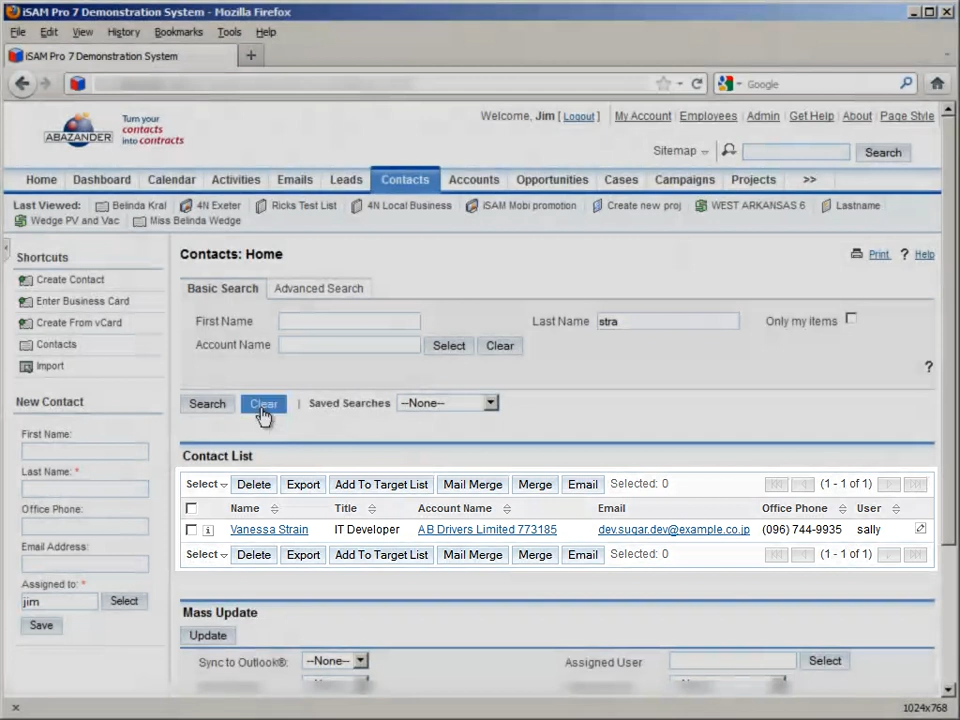 iSAM Pro 7 Demonstration System - Mozilla Firefox
File Edit View History Bookmarks Tools Help
iSAM Pro 7 Demonstration System
Google
ABAZANDER
Turn your
contacts
into contracts
Welcome, Jim [ Logout ] My Account Employees Admin Get Help About Page Style
Sitemap Search
Home Dashboard Calendar Activities Emails Leads Contacts Accounts Opportunities Cases Campaigns Projects >>
Last Viewed: Belinda Kral 4N Exeter Ricks Test List 4N Local Business iSAM Mobi promotion Create new proj WEST ARKANSAS 6 Lastname
Wedge PV and Vac Miss Belinda Wedge
Shortcuts
Create Contact
Enter Business Card
Create From vCard
Contacts
Import
New Contact
First Name:
Last Name: *
Office Phone:
Email Address:
Assigned to: *
jim Select
Save
Contacts: Home
Print ? Help
Basic Search Advanced Search
First Name Last Name stra Only my items
Account Name Select Clear
?
Search Clear | Saved Searches --None--
Contact List
Select Delete Export Add To Target List Mail Merge Merge Email Selected: 0 (1 - 1 of 1)
Name Title Account Name Email Office Phone User
Vanessa Strain IT Developer AB Drivers Limited 773185 dev.sugar.dev@example.co.jp (096) 744-9935 sally
Select Delete Export Add To Target List Mail Merge Merge Email Selected: 0 (1 - 1 of 1)
Mass Update
Update
Sync to Outlook®: --None-- Assigned User Select
x 1024x768